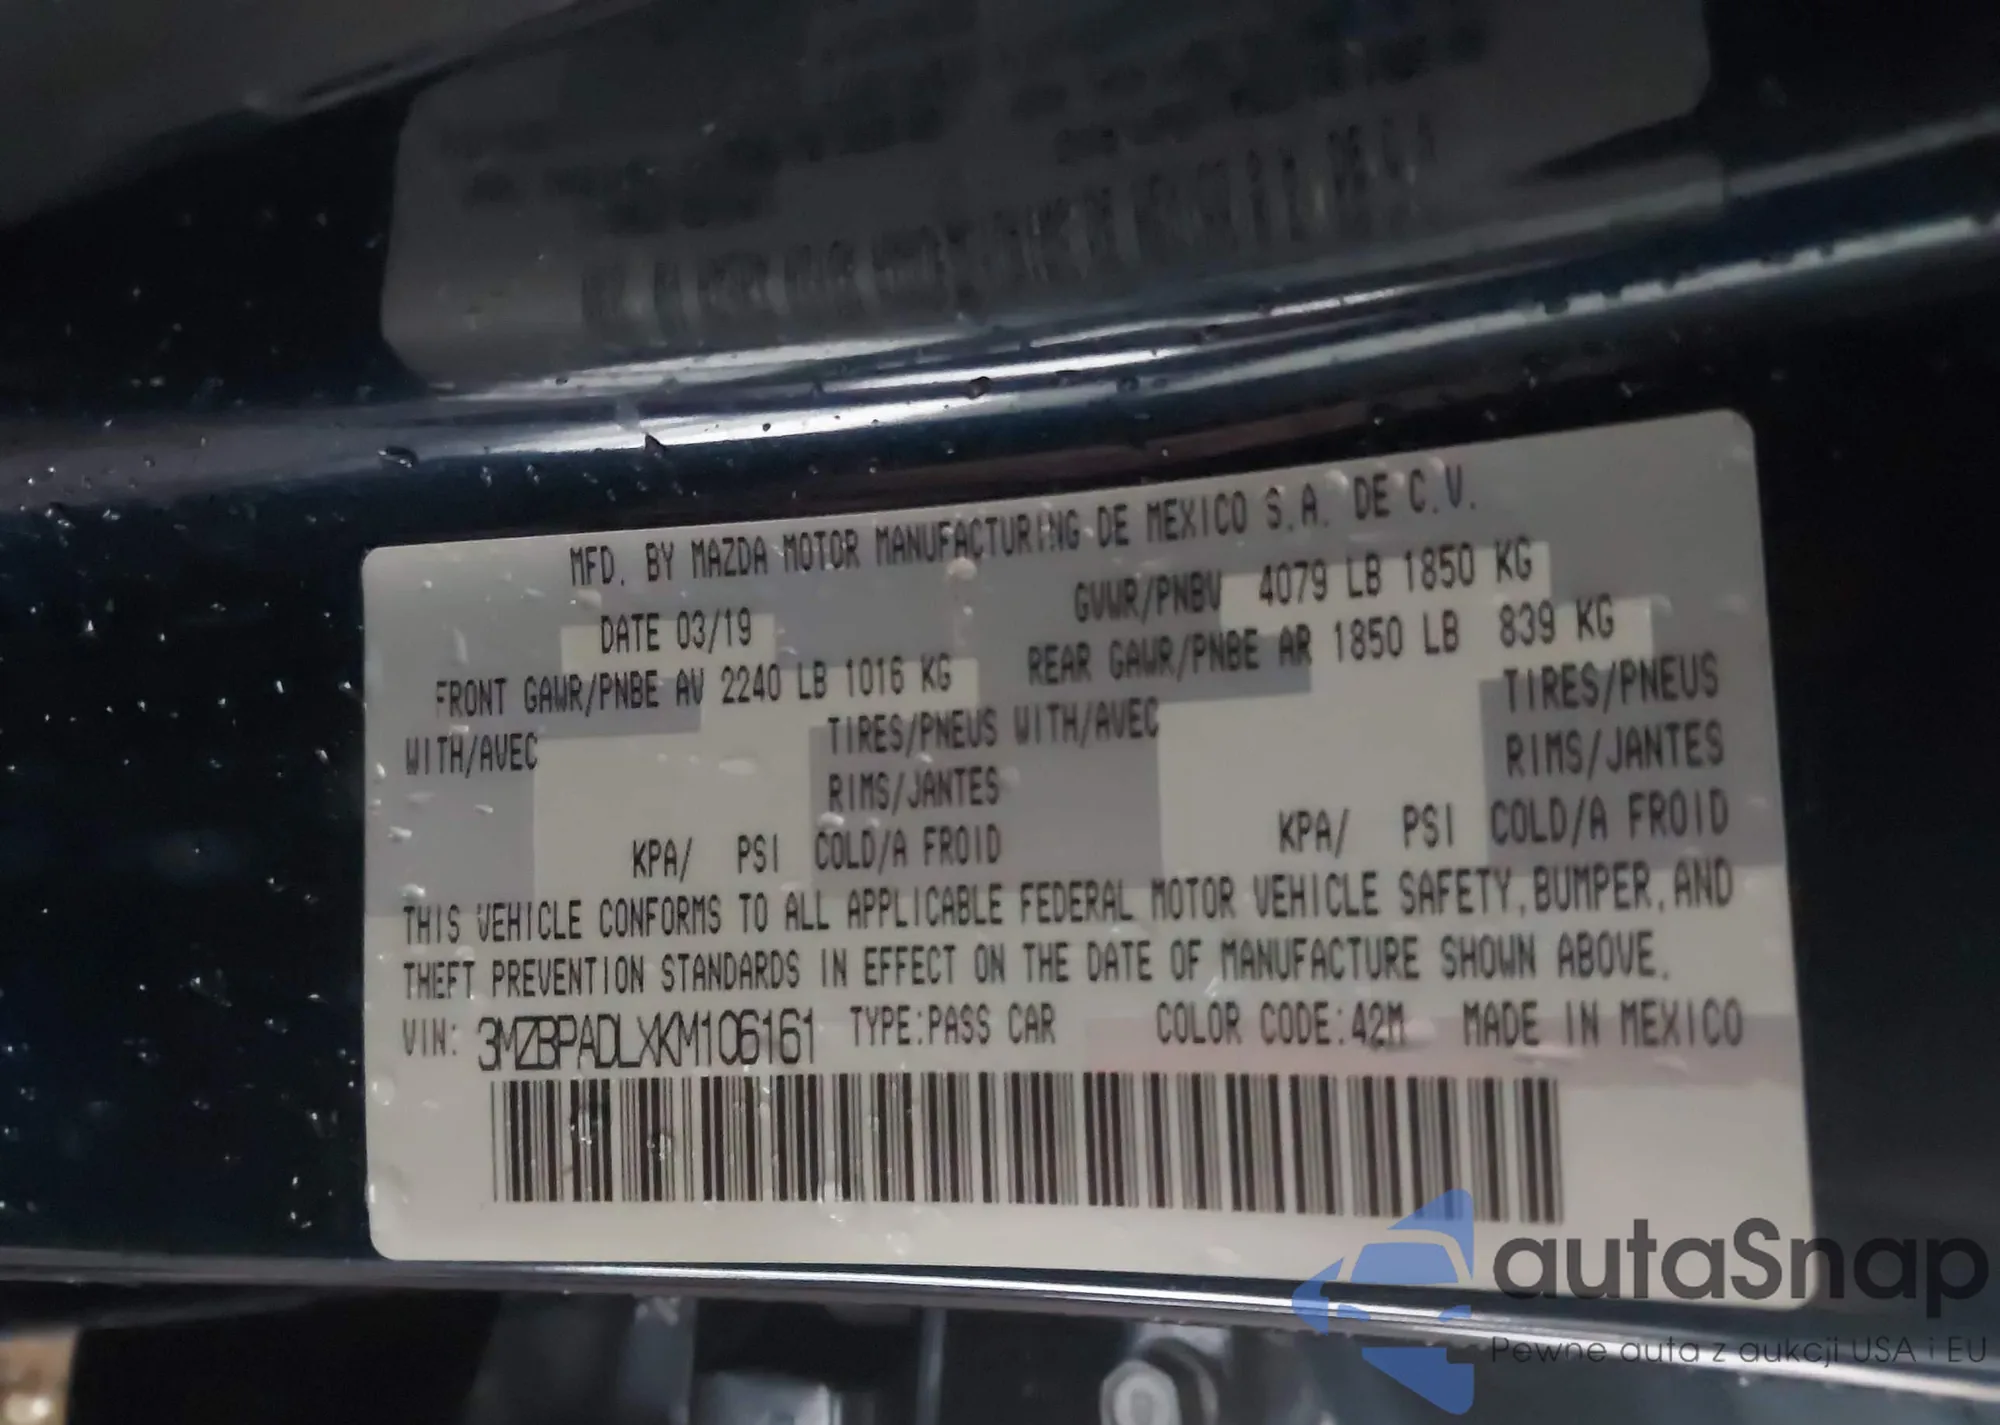 MFD. BY MAZDA MOTOR MANUFACTURING DE MEXICO S.A. DE C.V.
DATE 03/19 GVWR/PNBV 4079 LB 1850 KG
FRONT GAWR/PNBE AV 2240 LB 1016 KG REAR GAWR/PNBE AR 1850 LB 839 KG
WITH/AVEC TIRES/PNEUS WITH/AVEC TIRES/PNEUS
RIMS/JANTES RIMS/JANTES
KPA/ PSI COLD/A FROID KPA/ PSI COLD/A FROID
THIS VEHICLE CONFORMS TO ALL APPLICABLE FEDERAL MOTOR VEHICLE SAFETY, BUMPER, AND
THEFT PREVENTION STANDARDS IN EFFECT ON THE DATE OF MANUFACTURE SHOWN ABOVE.
VIN: 3MZBPADLXKM106161 TYPE:PASS CAR COLOR CODE:42M MADE IN MEXICO
autaSnap
Pewne auta z aukcji USA i EU